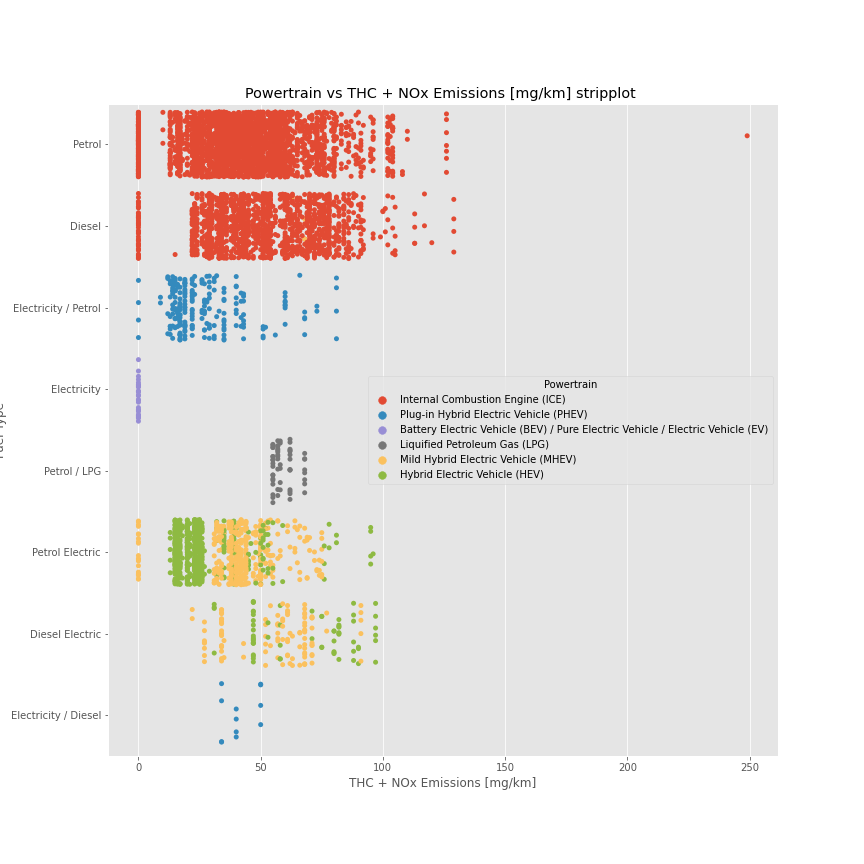 Powertrain vs THC + NOx Emissions [mg/km] stripplot
Petrol
Diesel
Electricity / Petrol
Electricity
Petrol / LPG
Petrol Electric
Diesel Electric
Electricity / Diesel
Powertrain
Internal Combustion Engine (ICE)
Plug-in Hybrid Electric Vehicle (PHEV)
Battery Electric Vehicle (BEV) / Pure Electric Vehicle / Electric Vehicle (EV)
Liquified Petroleum Gas (LPG)
Mild Hybrid Electric Vehicle (MHEV)
Hybrid Electric Vehicle (HEV)
0 50 100 150 200 250
THC + NOx Emissions [mg/km]